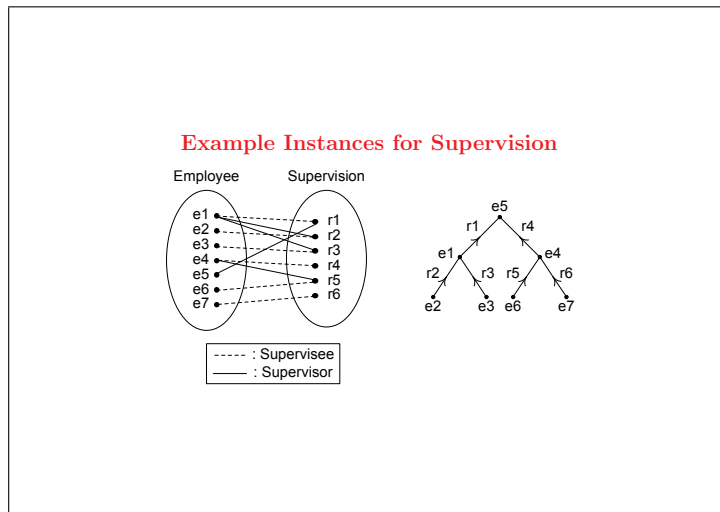 Example Instances for Supervision
Employee Supervision
e1
e2
e3
e4
e5
e6
e7
r1
r2
r3
r4
r5
r6
: Supervisee
: Supervisor
e5
r1 r4
e1 e4
r2 r3 r5 r6
e2 e3 e6 e7